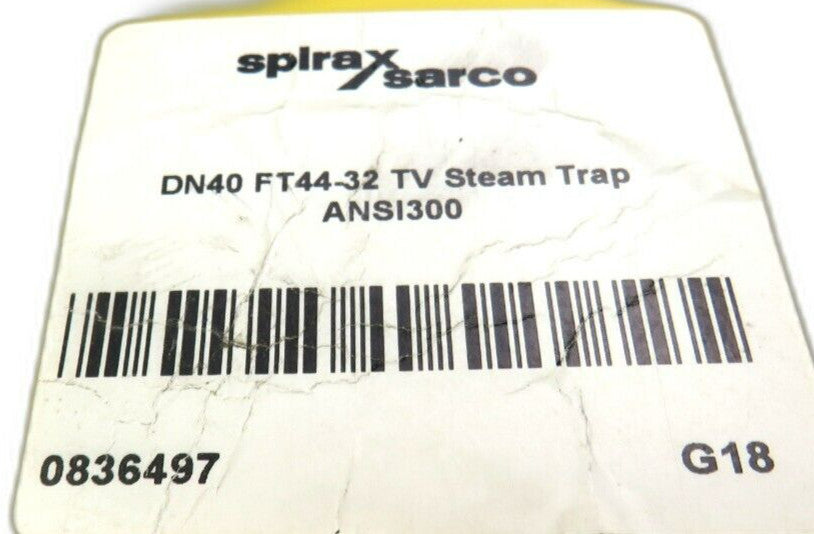 spirax sarco
DN40 FT44-32 TV Steam Trap
ANSI300
0836497
G18